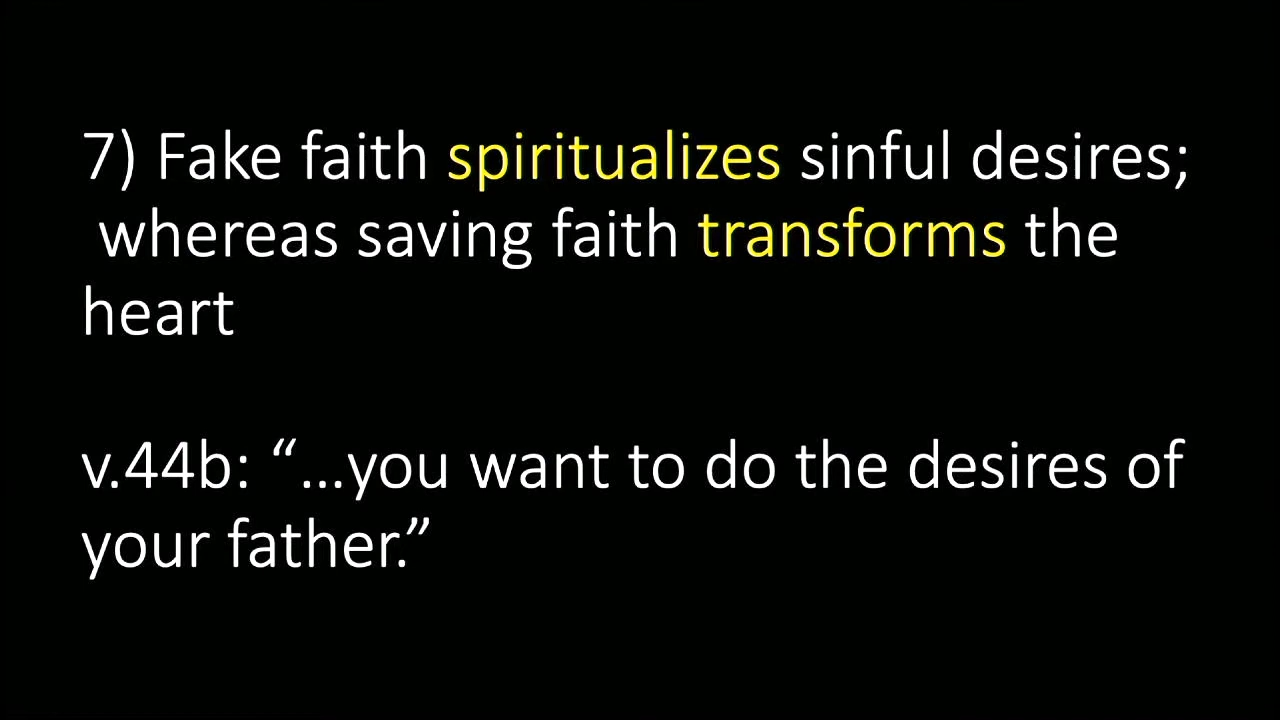 7) Fake faith spiritualizes sinful desires;
whereas saving faith transforms the
heart
v.44b: “…you want to do the desires of
your father.”